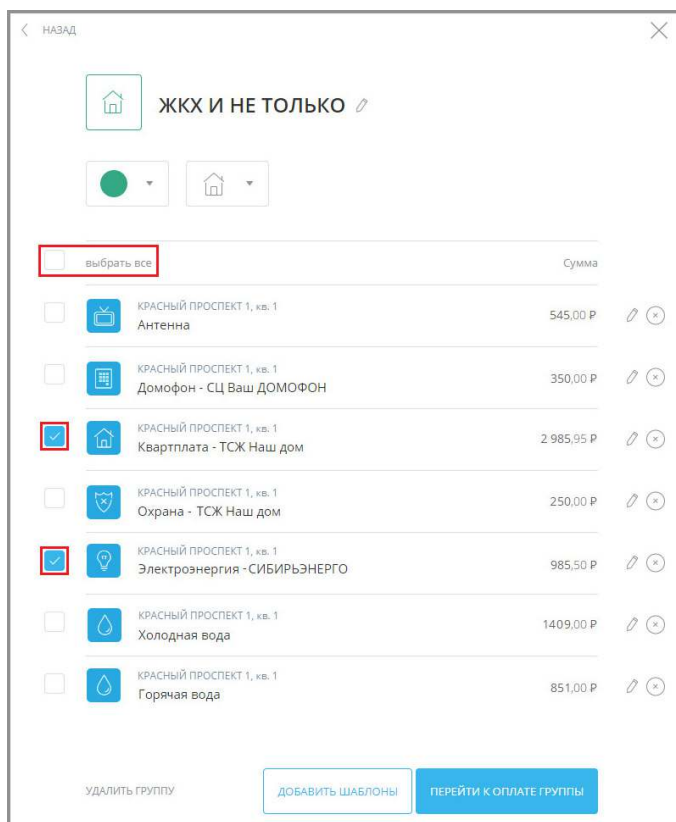 НАЗАД
ЖКХ И НЕ ТОЛЬКО
выбрать все Сумма
КРАСНЫЙ ПРОСПЕКТ 1, кв. 1
Антенна 545,00 ₽
КРАСНЫЙ ПРОСПЕКТ 1, кв. 1
Домофон - СЦ Ваш ДОМОФОН 350,00 ₽
КРАСНЫЙ ПРОСПЕКТ 1, кв. 1
Квартплата - ТСЖ Наш дом 2 985,95 ₽
КРАСНЫЙ ПРОСПЕКТ 1, кв. 1
Охрана - ТСЖ Наш дом 250,00 ₽
КРАСНЫЙ ПРОСПЕКТ 1, кв. 1
Электроэнергия - СИБИРЬЭНЕРГО 985,50 ₽
КРАСНЫЙ ПРОСПЕКТ 1, кв. 1
Холодная вода 1409,00 ₽
КРАСНЫЙ ПРОСПЕКТ 1, кв. 1
Горячая вода 851,00 ₽
УДАЛИТЬ ГРУППУ ДОБАВИТЬ ШАБЛОНЫ ПЕРЕЙТИ К ОПЛАТЕ ГРУППЫ